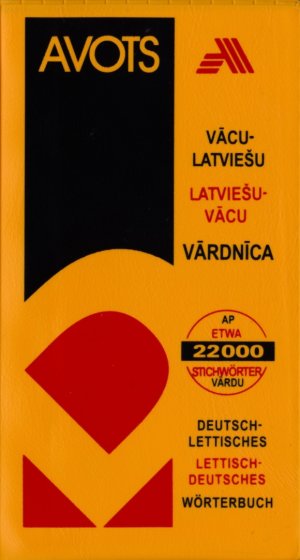 AVOTS
VĀCU-
LATVIEŠU
LATVIEŠU-
VĀCU
VĀRDNĪCA
AP
ETWA
22000
STICHWÖRTER
VĀRDU
DEUTSCH-
LETTISCHES
LETTISCH-
DEUTSCHES
WÖRTERBUCH